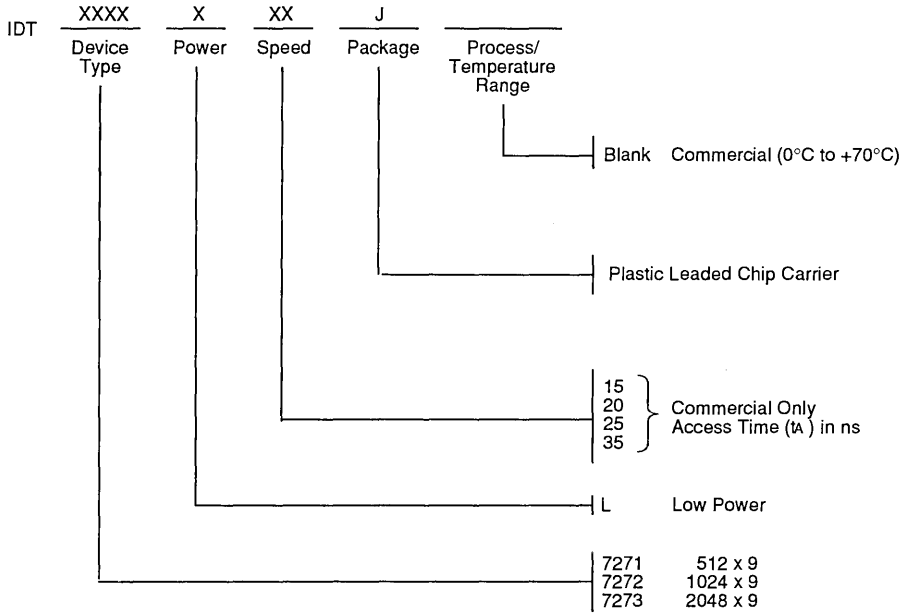 IDT XXXX X XX J
Device Type Power Speed Package Process/ Temperature Range
Blank Commercial (0°C to +70°C)
Plastic Leaded Chip Carrier
15
20
25
35
Commercial Only
Access Time (tA) in ns
L Low Power
7271 512 x 9
7272 1024 x 9
7273 2048 x 9